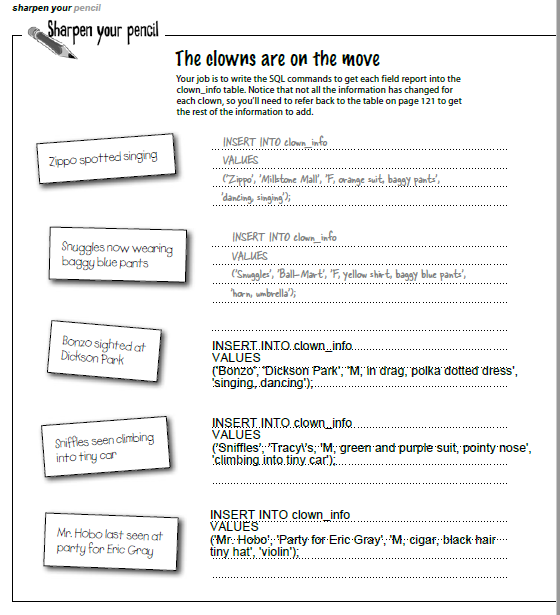 sharpen your pencil
Sharpen your pencil
The clowns are on the move
Your job is to write the SQL commands to get each field report into the
clown_info table. Notice that not all the information has changed for
each clown, so you'll need to refer back to the table on page 121 to get
the rest of the information to add.
Zippo spotted singing
INSERT INTO clown_info
VALUES
('Zippo', 'Millstone Mall', 'F, orange suit, baggy pants',
'dancing, singing');
Snuggles now wearing
baggy blue pants
INSERT INTO clown_info
VALUES
('Snuggles', 'Ball-Mart', 'F, yellow shirt, baggy blue pants',
'horn, umbrella');
Bonzo sighted at
Dickson Park
INSERT INTO clown_info
VALUES
('Bonzo', 'Dickson Park', 'M, in drag, polka dotted dress',
'singing, dancing');
Sniffles seen climbing
into tiny car
INSERT INTO clown_info
VALUES
('Sniffles', 'Tracy\'s, 'M, green and purple suit, pointy nose',
'climbing into tiny car');
Mr. Hobo last seen at
party for Eric Gray
INSERT INTO clown_info
VALUES
('Mr. Hobo', 'Party for Eric Gray', 'M, cigar, black hair
tiny hat', 'violin');